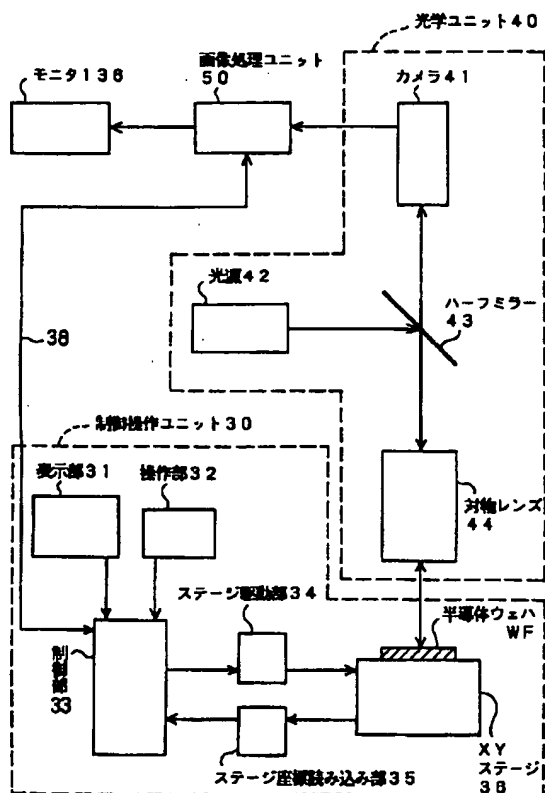 光学ユニット40
画像処理ユニット
50
モニタ136
カメラ41
光源42
ハーフミラー
43
38
制御操作ユニット30
表示部31
操作部32
対物レンズ
44
ステージ駆動部34
半導体ウェハ
WF
制御部
33
XY
ステージ
36
ステージ座標読み込み部35